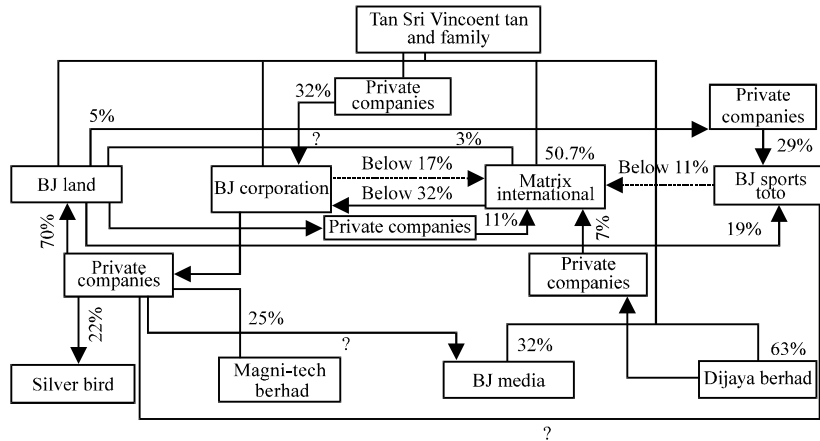 Tan Sri Vincoent tan
and family
32%
Private
companies
Private
companies
5%
?
3%
50.7%
29%
BJ land
BJ corporation
Below 17%
Below 32%
Matrix
international
Below 11%
BJ sports
toto
Private companies
11%
7%
19%
70%
Private
companies
Private
companies
22%
25%
?
32%
63%
Silver bird
Magni-tech
berhad
BJ media
Dijaya berhad
?